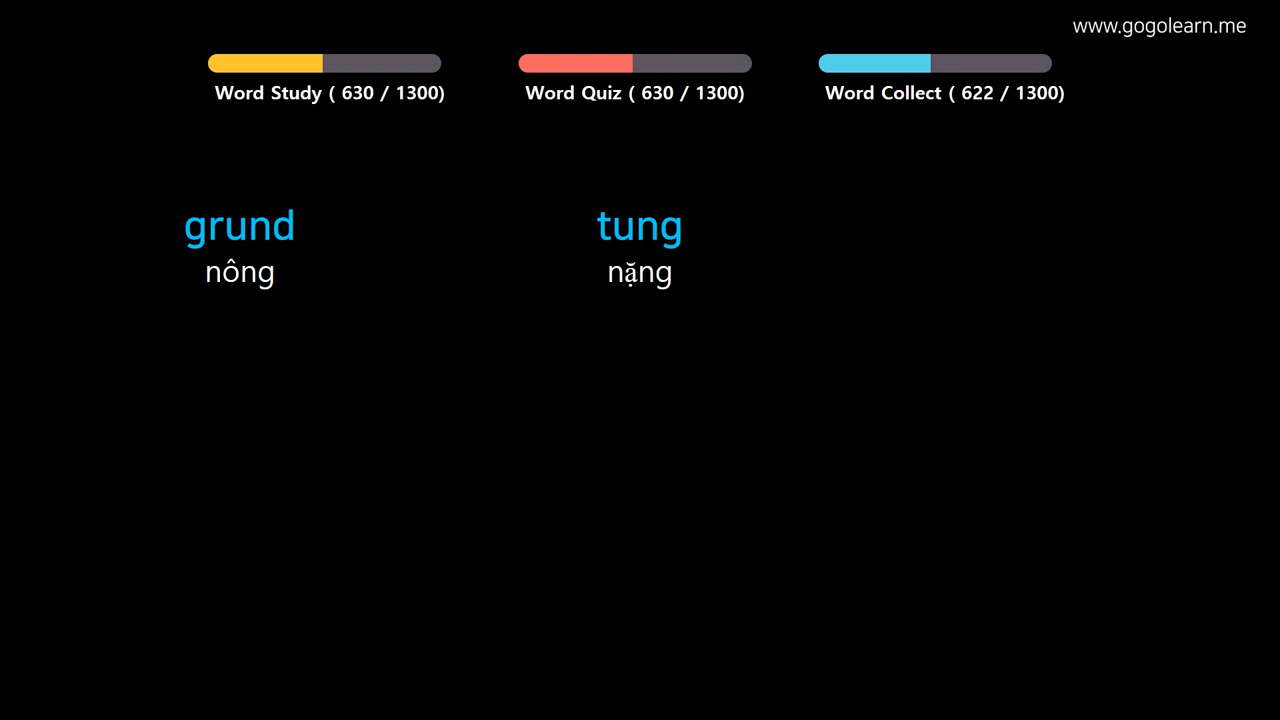 www.gogolearn.me
Word Study ( 630 / 1300)
Word Quiz ( 630 / 1300)
Word Collect ( 622 / 1300)
grund
nông
tung
nặng